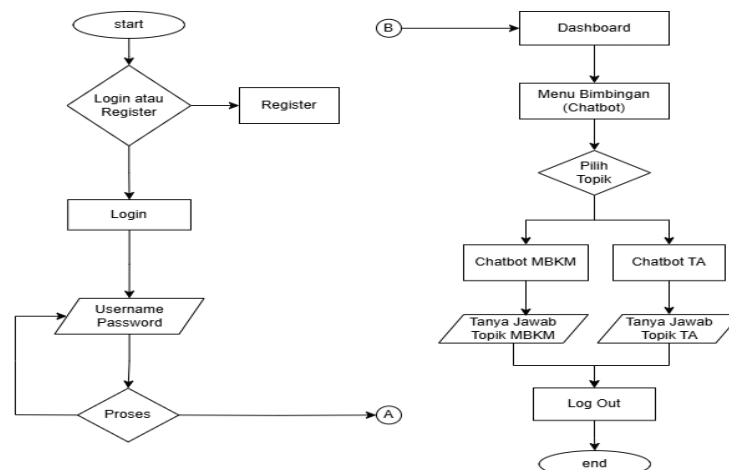 start
Login atau
Register
Register
Login
Username
Password
Proses
A
B
Dashboard
Menu Bimbingan
(Chatbot)
Pilih
Topik
Chatbot MBKM
Chatbot TA
Tanya Jawab
Topik MBKM
Tanya Jawab
Topik TA
Log Out
end